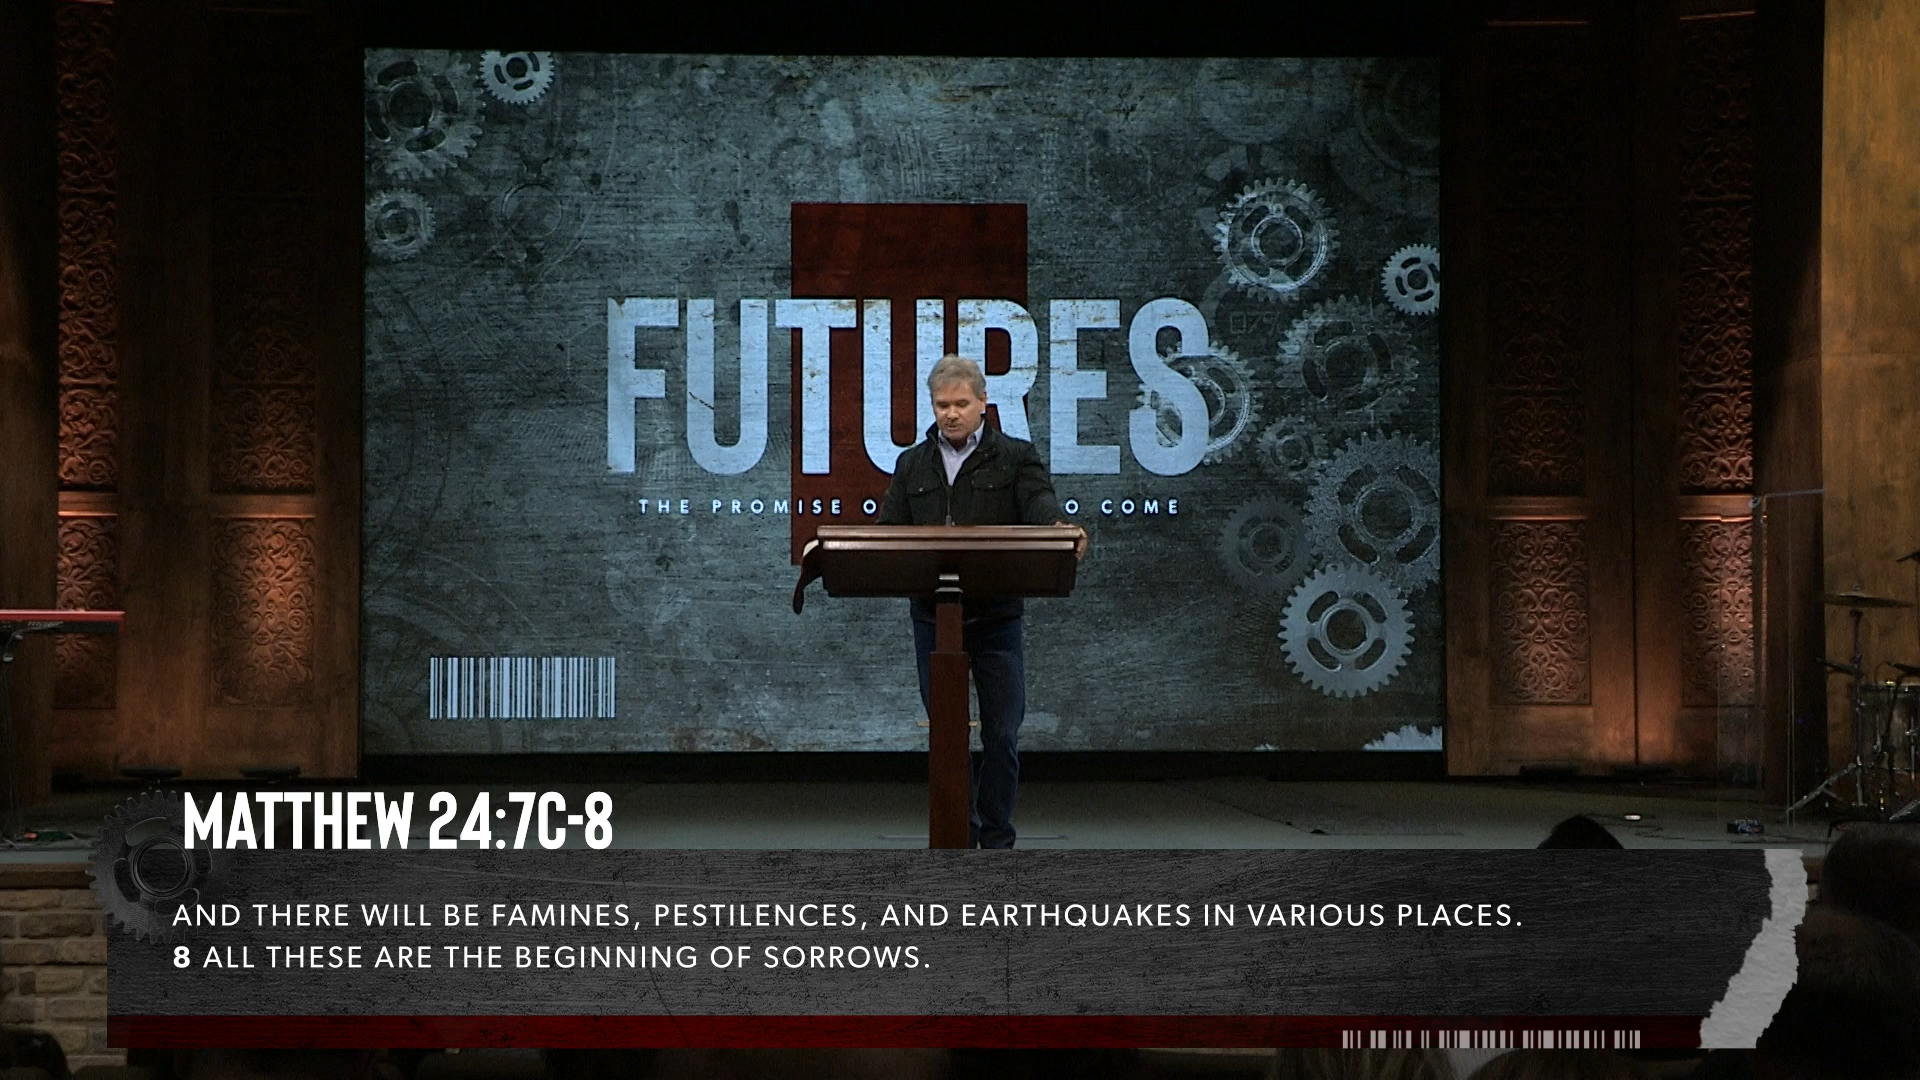 FUTURES
THE PROMISE O O COME
MATTHEW 24:7C-8
AND THERE WILL BE FAMINES, PESTILENCES, AND EARTHQUAKES IN VARIOUS PLACES.
8 ALL THESE ARE THE BEGINNING OF SORROWS.